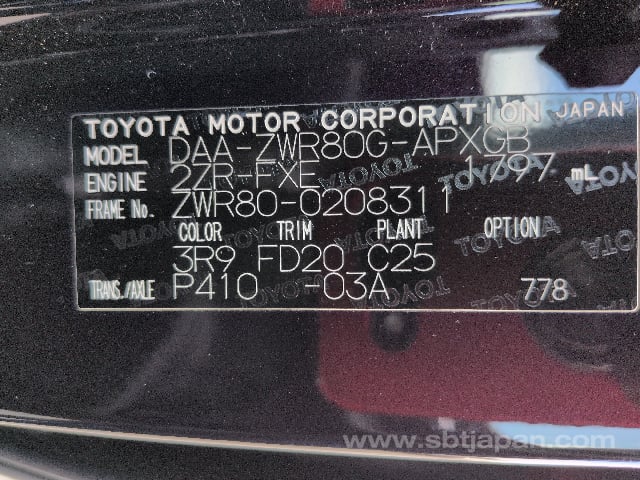 TOYOTA MOTOR CORPORATION JAPAN
MODEL DAA-ZWR80G-APXGB
ENGINE 2ZR-FXE 1797 mL
FRAME No. ZWR80-0208311
COLOR TRIM PLANT OPTION
3R9 FD20 C25
TRANS./AXLE P410 -03A 778
www.sbtjapan.com